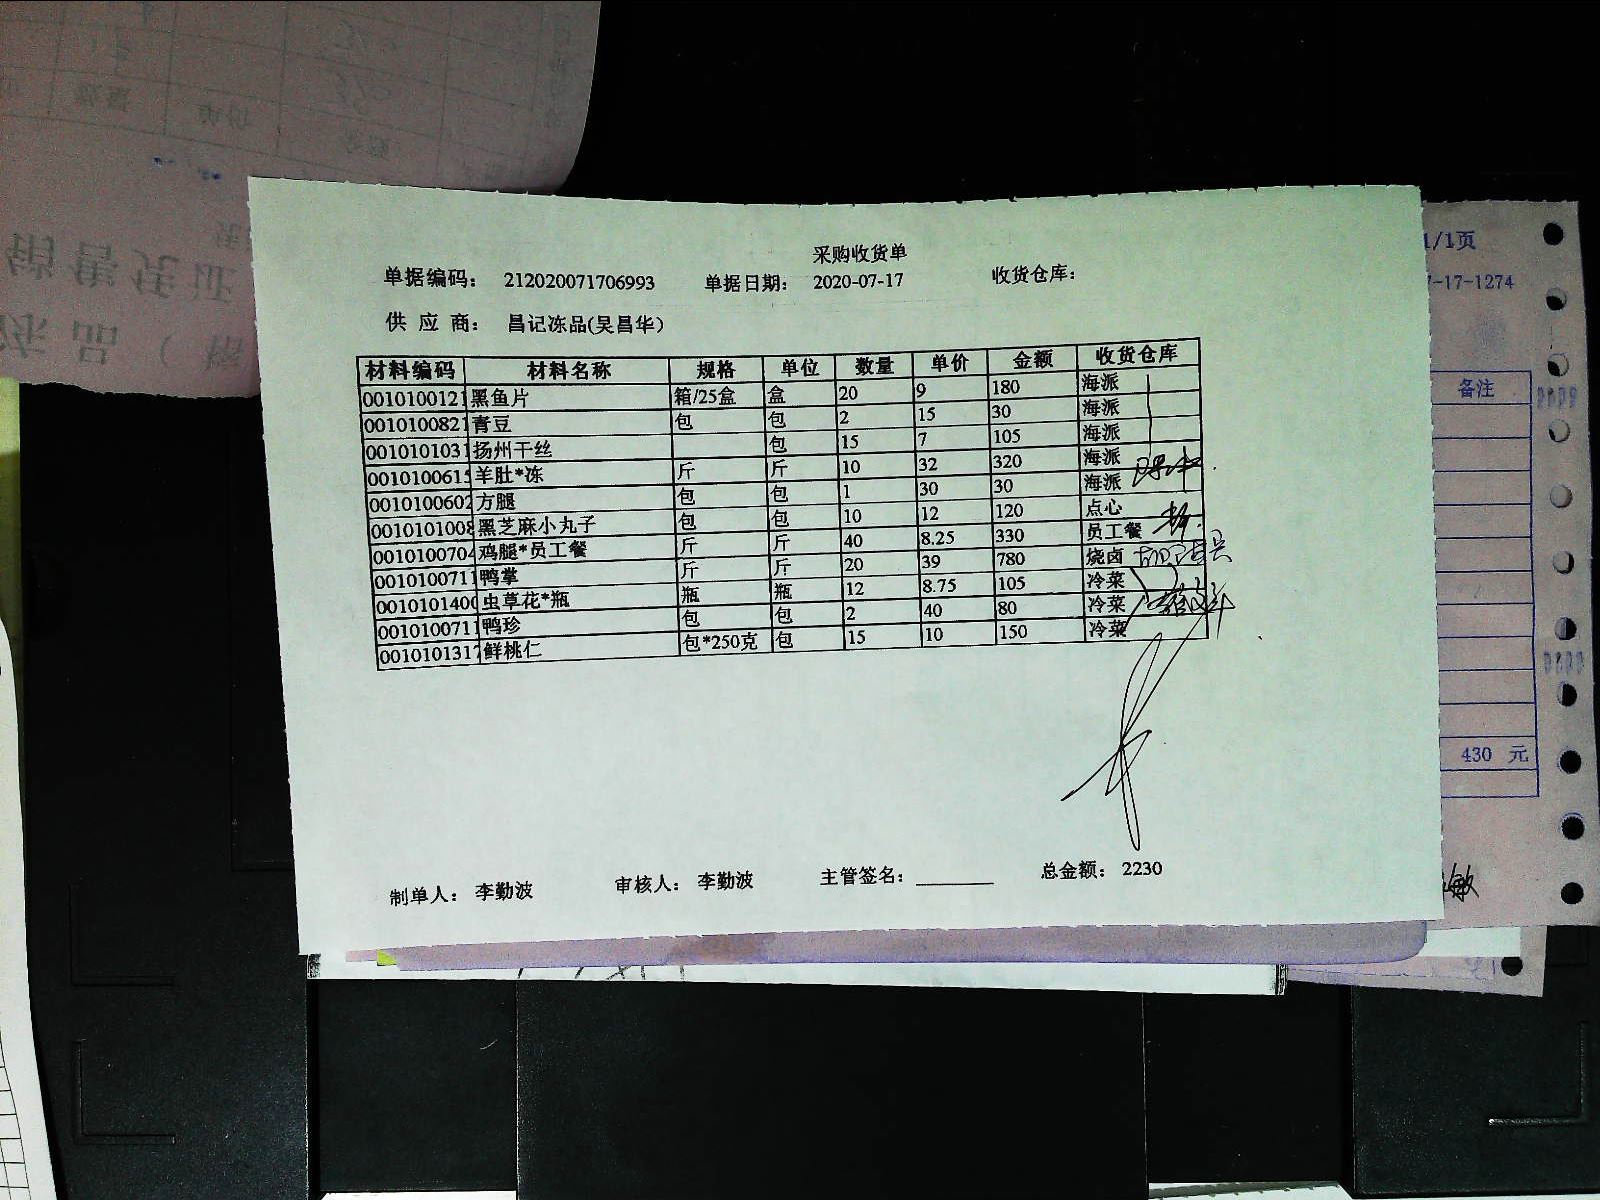 采购收货单
单据编码： 212020071706993 单据日期： 2020-07-17 收货仓库：
供 应 商： 昌记冻品(吴昌华)
材料编码 材料名称 规格 单位 数量 单价 金额 收货仓库
0010100121 黑鱼片 箱/25盒 盒 20 9 180 海派
0010100821 青豆 包 包 2 15 30 海派
0010101031 扬州干丝 包 15 7 105 海派
0010100615 羊肚*冻 斤 斤 10 32 320 海派
0010100602 方腿 包 包 1 30 30 海派
0010101008 黑芝麻小丸子 包 包 10 12 120 点心
0010100704 鸡腿*员工餐 斤 斤 40 8.25 330 员工餐
0010100711 鸭掌 斤 斤 20 39 780 烧卤
0010101400 虫草花*瓶 瓶 瓶 12 8.75 105 冷菜
0010100711 鸭珍 包 包 2 40 80 冷菜
0010101317 鲜桃仁 包*250克 包 15 10 150 冷菜
制单人： 李勤波 审核人： 李勤波 主管签名： 总金额： 2230
1/1页
-17-1274
备注
430 元
敏